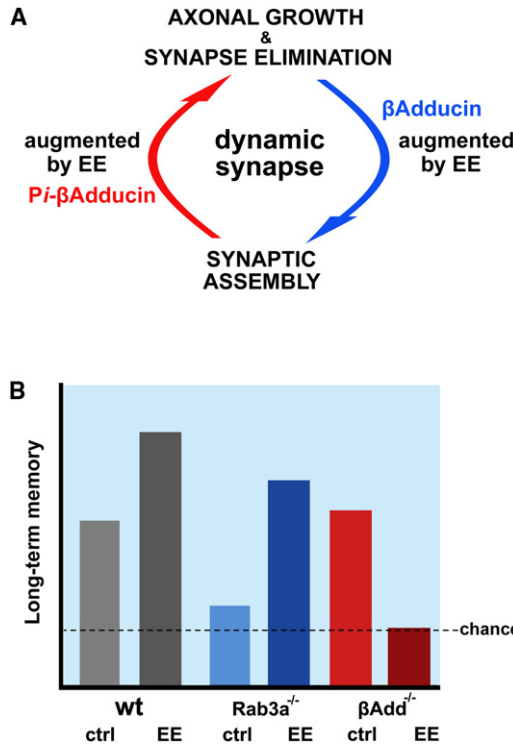 A
AXONAL GROWTH
&
SYNAPSE ELIMINATION
βAdducin
augmented
by EE
dynamic
synapse
augmented
by EE
Pi-βAdducin
SYNAPTIC
ASSEMBLY
B
Long-term memory
chance
wt
Rab3a-/-
βAdd-/-
ctrl EE ctrl EE ctrl EE